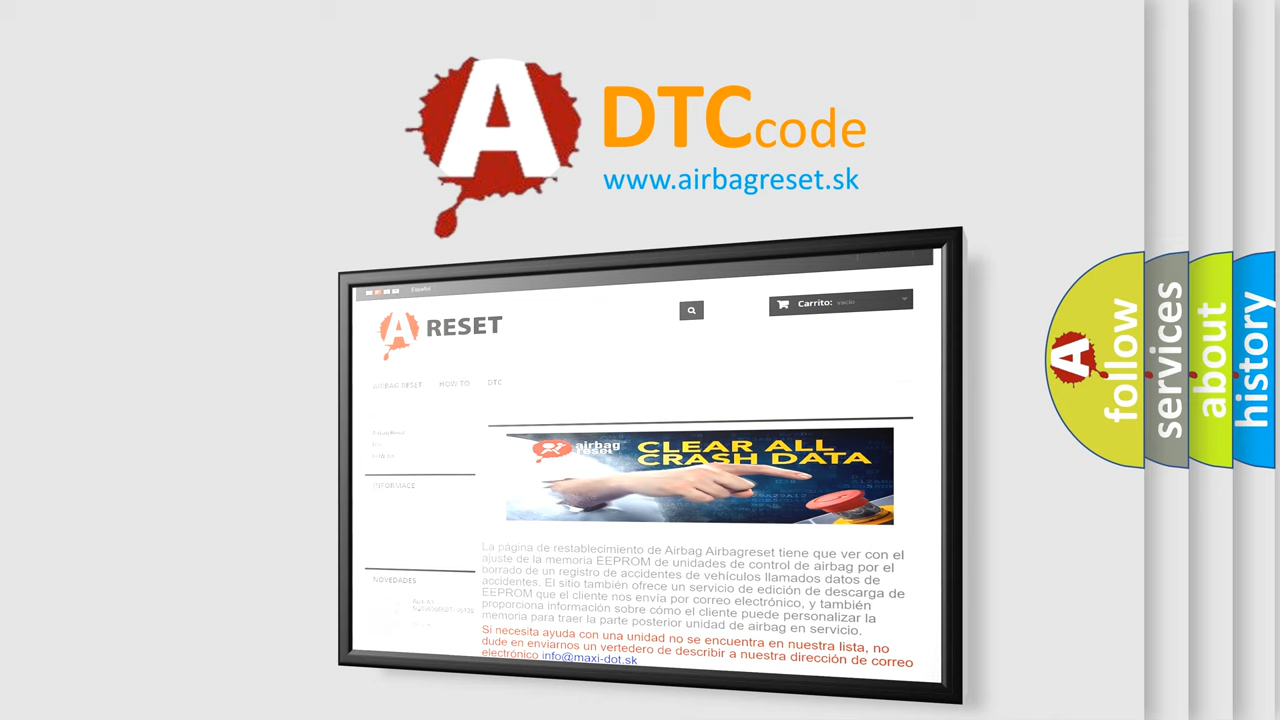 A
DTCcode
www.airbagreset.sk
Español
A RESET
Carrito: vacío
AIRBAG RESET HOW TO DTC
INFORMACE
airbag
reset
CLEAR ALL
CRASH DATA
La página de restablecimiento de Airbag Airbagreset tiene que ver con el
ajuste de la memoria EEPROM de unidades de control de airbag por el
borrado de un registro de accidentes de vehículos llamados datos de
accidentes. El sitio también ofrece un servicio de edición de descarga de
EEPROM que el cliente nos envía por correo electrónico, y también
proporciona información sobre cómo el cliente puede personalizar la
memoria para traer la parte posterior unidad de airbag en servicio.
NOVEDADES
Si necesita ayuda con una unidad no se encuentra en nuestra lista, no
dude en enviarnos un vertedero de describir a nuestra dirección de correo
electrónico info@maxi-dot.sk
A
follow
services
about
history